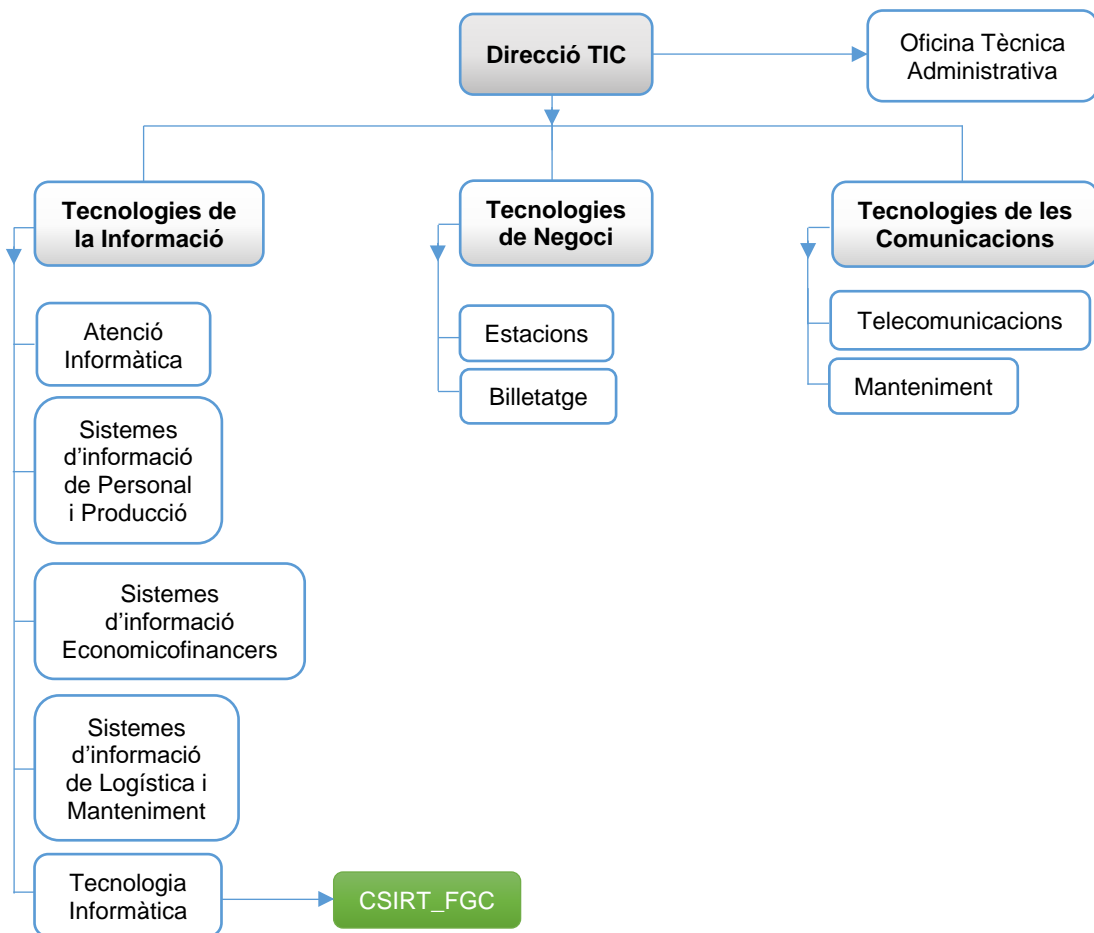 Direcció TIC
Oficina Tècnica
Administrativa
Tecnologies de
la Informació
Tecnologies
de Negoci
Tecnologies de les
Comunicacions
Atenció
Informàtica
Sistemes
d’informació
de Personal
i Producció
Sistemes
d’informació
Economicofinancers
Sistemes
d’informació
de Logística i
Manteniment
Tecnologia
Informàtica
CSIRT_FGC
Estacions
Billetatge
Telecomunicacions
Manteniment